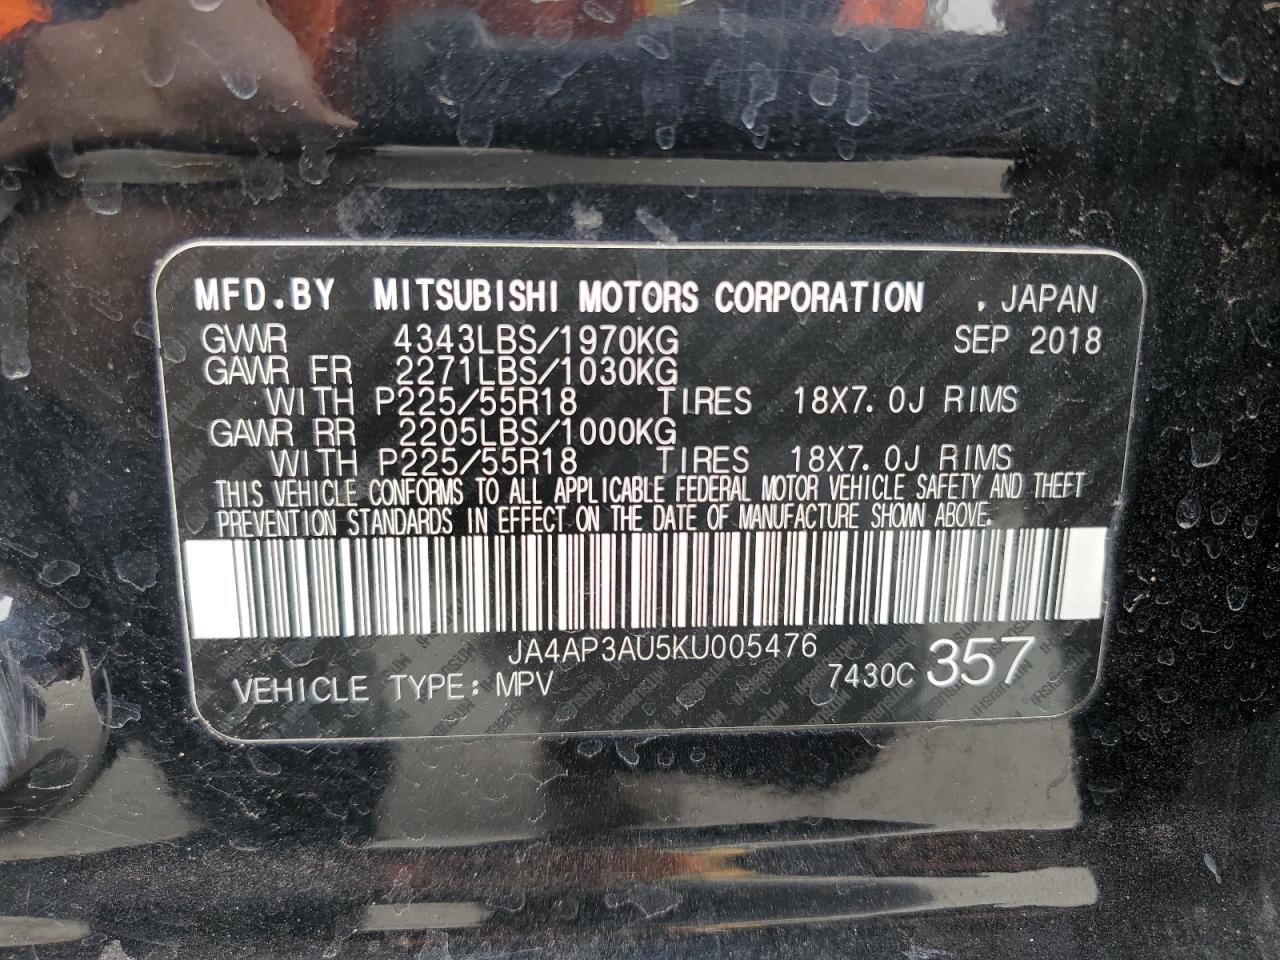 MFD.BY MITSUBISHI MOTORS CORPORATION , JAPAN
GVWR 4343LBS/1970KG SEP 2018
GAWR FR 2271LBS/1030KG
WITH P225/55R18 TIRES 18X7.0J RIMS
GAWR RR 2205LBS/1000KG
WITH P225/55R18 TIRES 18X7.0J RIMS
THIS VEHICLE CONFORMS TO ALL APPLICABLE FEDERAL MOTOR VEHICLE SAFETY AND THEFT
PREVENTION STANDARDS IN EFFECT ON THE DATE OF MANUFACTURE SHOWN ABOVE.
JA4AP3AU5KU005476
VEHICLE TYPE: MPV 7430C 357